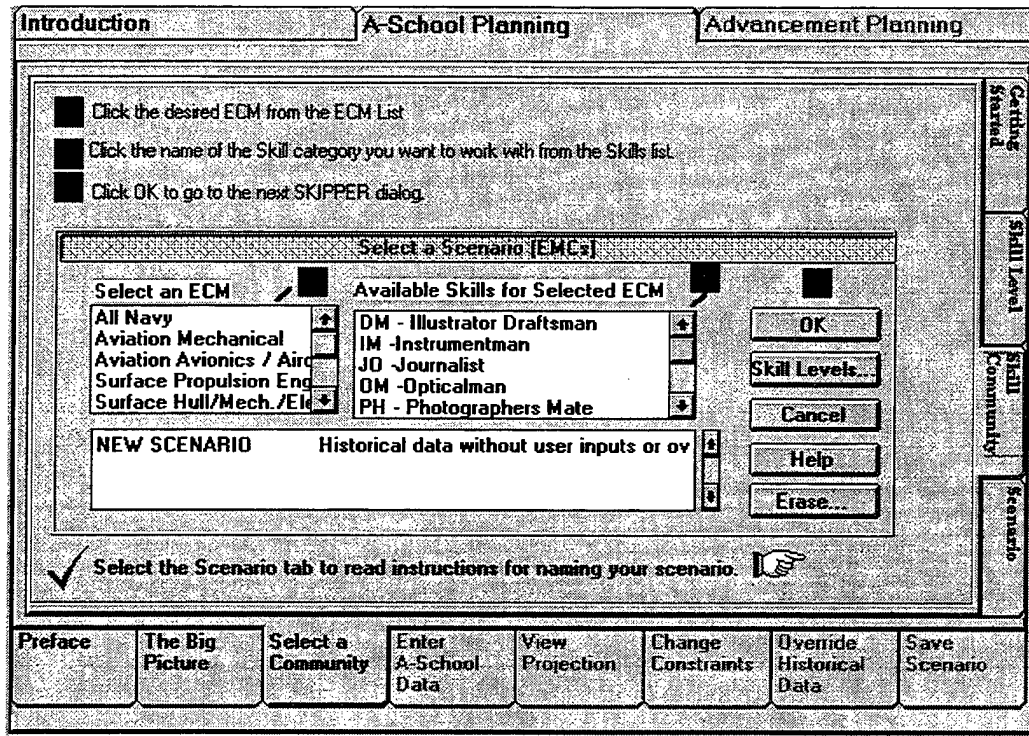 Introduction
A-School Planning
Advancement Planning
Click the desired ECM from the ECM List
Click the name of the Skill category you want to work with from the Skills list.
Click OK to go to the next SKIPPER dialog.
Select a Scenario [EMCs]
Select an ECM
Available Skills for Selected ECM
All Navy
Aviation Mechanical
Aviation Avionics / Airc
Surface Propulsion Eng
Surface Hull/Mech./Ele
DM - Illustrator Draftsman
IM -Instrumentman
JO -Journalist
OM -Opticalman
PH - Photographers Mate
OK
Skill Levels...
Cancel
Help
Erase...
NEW SCENARIO Historical data without user inputs or ov
Select the Scenario tab to read instructions for naming your scenario.
Getting
Started
Skill Level
Skill
Community
Scenario
Preface
The Big
Picture
Select a
Community
Enter
A-School
Data
View
Projection
Change
Constraints
Override
Historical
Data
Save
Scenario